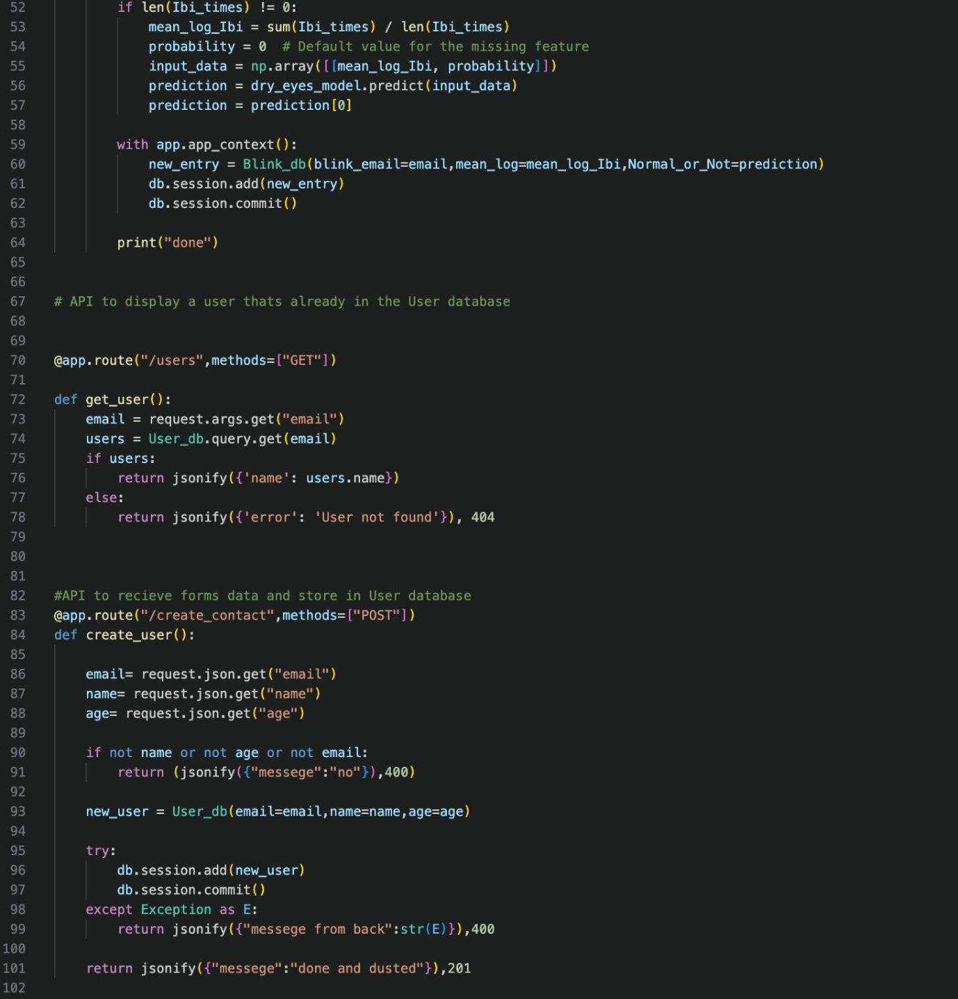 52 if len(Ibi_times) != 0:
53 mean_log_Ibi = sum(Ibi_times) / len(Ibi_times)
54 probability = 0  # Default value for the missing feature
55 input_data = np.array([[mean_log_Ibi, probability]])
56 prediction = dry_eyes_model.predict(input_data)
57 prediction = prediction[0]
58
59 with app.app_context():
60 new_entry = Blink_db(blink_email=email,mean_log=mean_log_Ibi,Normal_or_Not=prediction)
61 db.session.add(new_entry)
62 db.session.commit()
63
64 print("done")
65
66
67 # API to display a user thats already in the User database
68
69
70 @app.route("/users",methods=["GET"])
71
72 def get_user():
73 email = request.args.get("email")
74 users = User_db.query.get(email)
75 if users:
76 return jsonify({'name': users.name})
77 else:
78 return jsonify({'error': 'User not found'}), 404
79
80
81
82 #API to recieve forms data and store in User database
83 @app.route("/create_contact",methods=["POST"])
84 def create_user():
85
86 email= request.json.get("email")
87 name= request.json.get("name")
88 age= request.json.get("age")
89
90 if not name or not age or not email:
91 return (jsonify({"messege":"no"}),400)
92
93 new_user = User_db(email=email,name=name,age=age)
94
95 try:
96 db.session.add(new_user)
97 db.session.commit()
98 except Exception as E:
99 return jsonify({"messege from back":str(E)}),400
100
101 return jsonify({"messege":"done and dusted"}),201
102